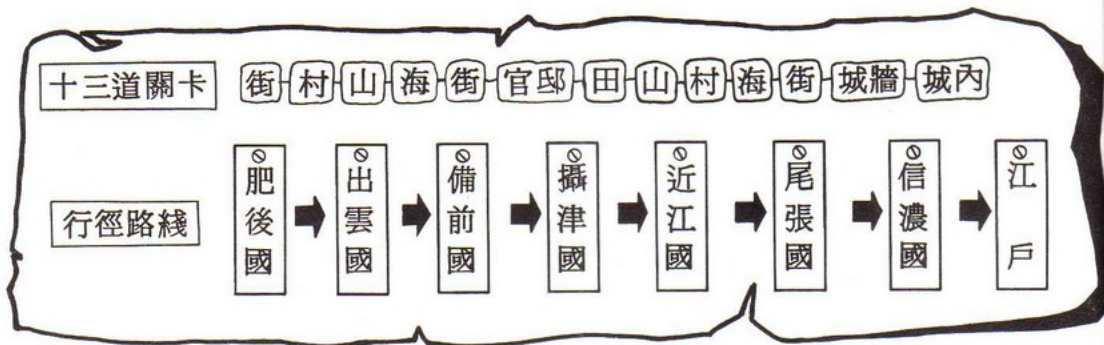 十三道關卡 街-村-山-海-街-官邸-田-山-村-海-街-城牆-城內
行徑路綫 肥後國 ➡ 出雲國 ➡ 備前國 ➡ 攝津國 ➡ 近江國 ➡ 尾張國 ➡ 信濃國 ➡ 江戶